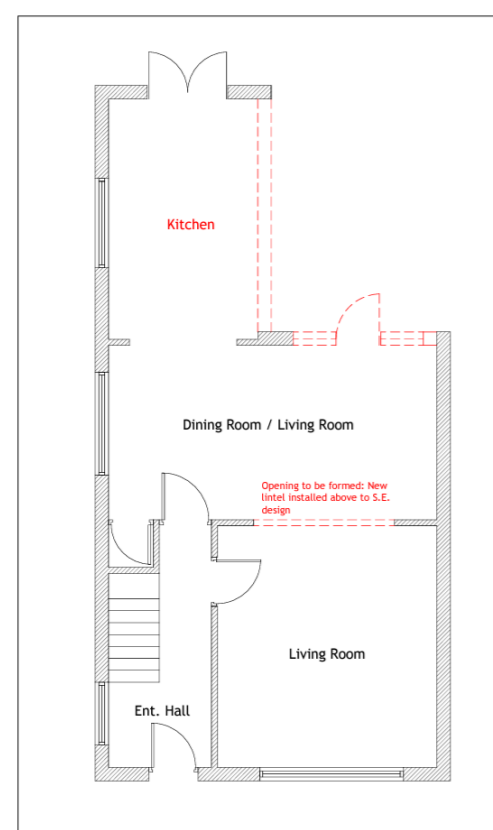 Kitchen
Dining Room / Living Room
Opening to be formed: New
lintel installed above to S.E.
design
Living Room
Ent. Hall